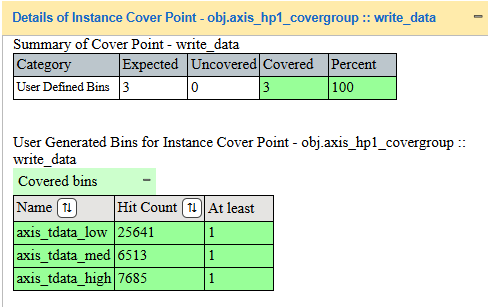 Details of Instance Cover Point - obj.axis_hp1_covergroup :: write_data
Summary of Cover Point - write_data
Category Expected Uncovered Covered Percent
User Defined Bins 3 0 3 100
User Generated Bins for Instance Cover Point - obj.axis_hp1_covergroup ::
write_data
Covered bins
Name Hit Count At least
axis_tdata_low 25641 1
axis_tdata_med 6513 1
axis_tdata_high 7685 1